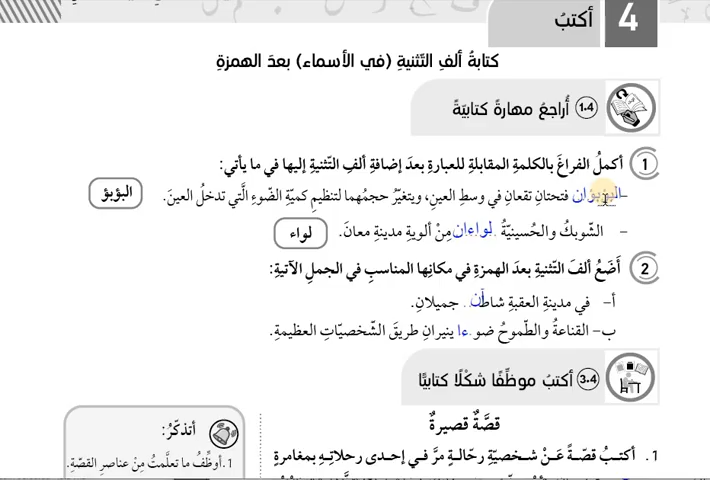 4 أكتبُ
كتابةُ ألفِ التّثنيةِ (في الأسماءِ) بعدَ الهمزةِ
1.4 أُراجعُ مهارةً كتابيّةً
1 أكملُ الفراغَ بالكلمةِ المقابلةِ للعبارةِ بعدَ إضافةِ ألفِ التّثنيةِ إليها في ما يأتي:
– البؤبؤان فتحتانِ تقعانِ في وسطِ العينِ، ويتغيّرُ حجمُهما لتنظيمِ كميّةِ الضّوءِ الَّتي تدخلُ العينَ. البؤبؤ
– الشّوبكُ والحُسينيّةُ لواءان مِنْ ألويةِ مدينةِ معانَ. لواء
2 أَضَعُ ألفَ التّثنيةِ بعدَ الهمزةِ في مكانِها المناسبِ في الجملِ الآتيةِ:
أ– في مدينةِ العقبةِ شاطآن جميلانِ.
ب– القناعةُ والطّموحُ ضوءا ينيرانِ طريقَ الشّخصيّاتِ العظيمةِ.
3.4 أكتبُ موظِّفًا شكْلًا كتابيًّا
قصّةٌ قصيرةٌ
أتذكّرُ:
1. أكتبُ قصّةً عَنْ شخصيّةِ رحّالةٍ مرَّ في إحدى رحلاتِهِ بمغامرةٍ
1. أوظِّفُ ما تعلَّمتُ مِنْ عناصرِ القصّةِ.